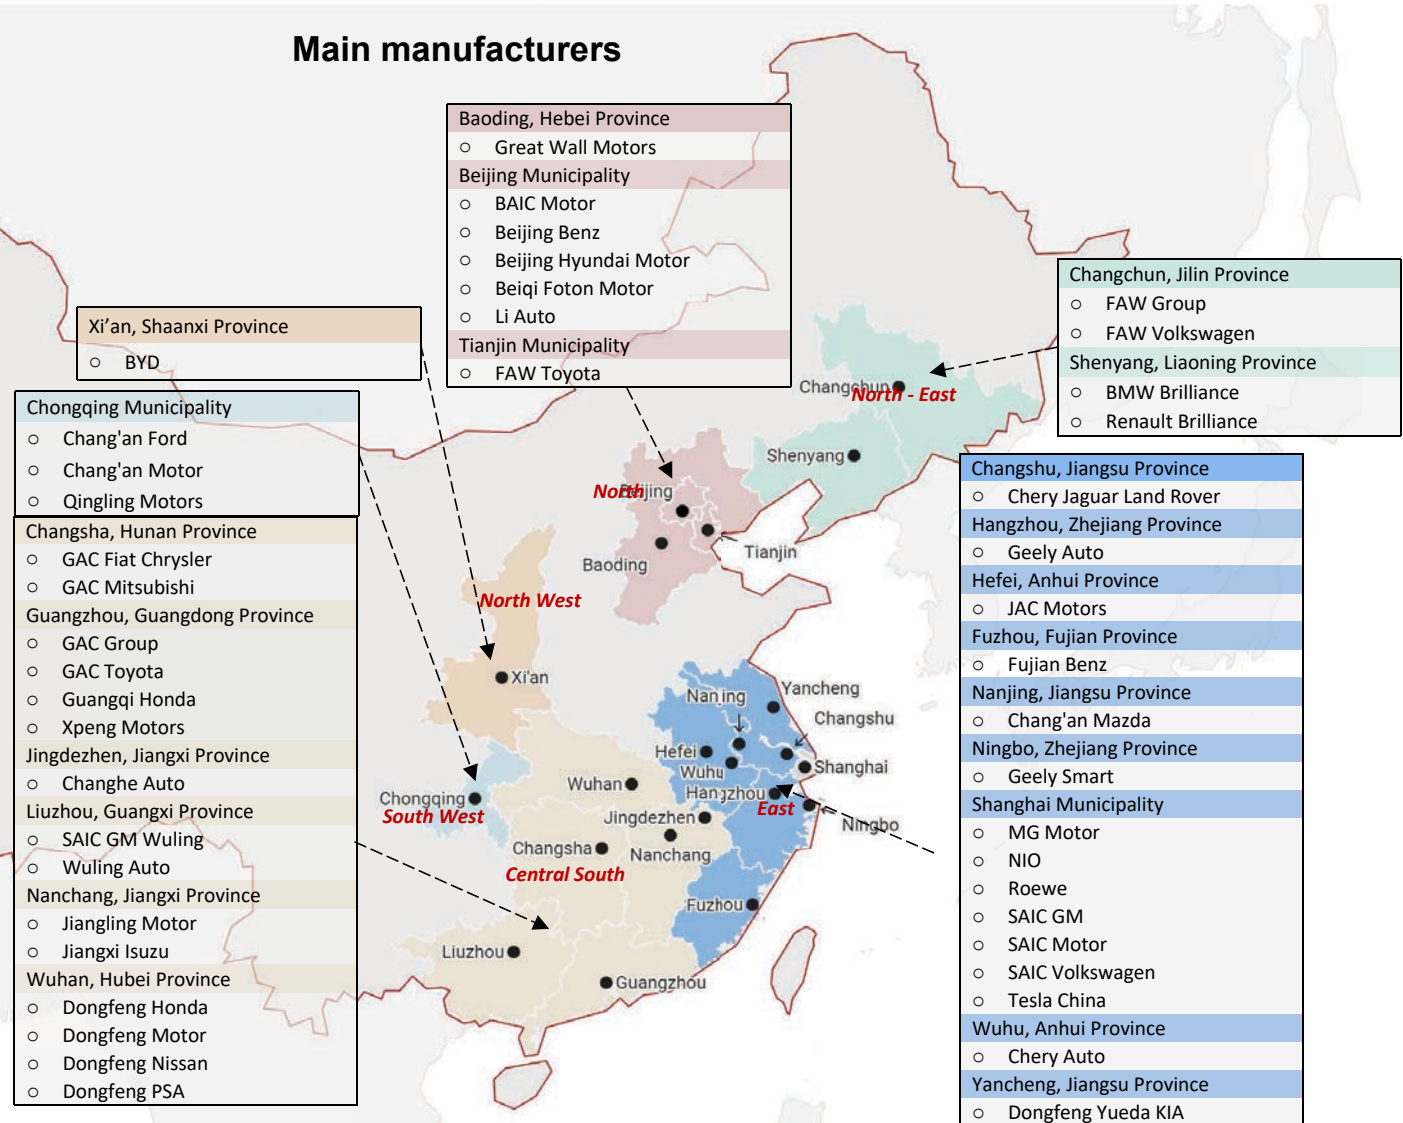 Main manufacturers
Baoding, Hebei Province
○ Great Wall Motors
Beijing Municipality
○ BAIC Motor
○ Beijing Benz
○ Beijing Hyundai Motor
○ Beiqi Foton Motor
○ Li Auto
Tianjin Municipality
○ FAW Toyota
Changchun, Jilin Province
○ FAW Group
○ FAW Volkswagen
Shenyang, Liaoning Province
○ BMW Brilliance
○ Renault Brilliance
Xi’an, Shaanxi Province
○ BYD
Chongqing Municipality
○ Chang'an Ford
○ Chang'an Motor
○ Qingling Motors
Changsha, Hunan Province
○ GAC Fiat Chrysler
○ GAC Mitsubishi
Guangzhou, Guangdong Province
○ GAC Group
○ GAC Toyota
○ Guangqi Honda
○ Xpeng Motors
Jingdezhen, Jiangxi Province
○ Changhe Auto
Liuzhou, Guangxi Province
○ SAIC GM Wuling
○ Wuling Auto
Nanchang, Jiangxi Province
○ Jiangling Motor
○ Jiangxi Isuzu
Wuhan, Hubei Province
○ Dongfeng Honda
○ Dongfeng Motor
○ Dongfeng Nissan
○ Dongfeng PSA
Changshu, Jiangsu Province
○ Chery Jaguar Land Rover
Hangzhou, Zhejiang Province
○ Geely Auto
Hefei, Anhui Province
○ JAC Motors
Fuzhou, Fujian Province
○ Fujian Benz
Nanjing, Jiangsu Province
○ Chang'an Mazda
Ningbo, Zhejiang Province
○ Geely Smart
Shanghai Municipality
○ MG Motor
○ NIO
○ Roewe
○ SAIC GM
○ SAIC Motor
○ SAIC Volkswagen
○ Tesla China
Wuhu, Anhui Province
○ Chery Auto
Yancheng, Jiangsu Province
○ Dongfeng Yueda KIA
Changchun
North - East
Shenyang
North
Beijing
Tianjin
Baoding
North West
Xi'an
Nanjing
Yancheng
Changshu
Hefei
Shanghai
Wuhu
Wuhan
Hangzhou
East
Chongqing
South West
Jingdezhen
Ningbo
Changsha
Nanchang
Central South
Fuzhou
Liuzhou
Guangzhou